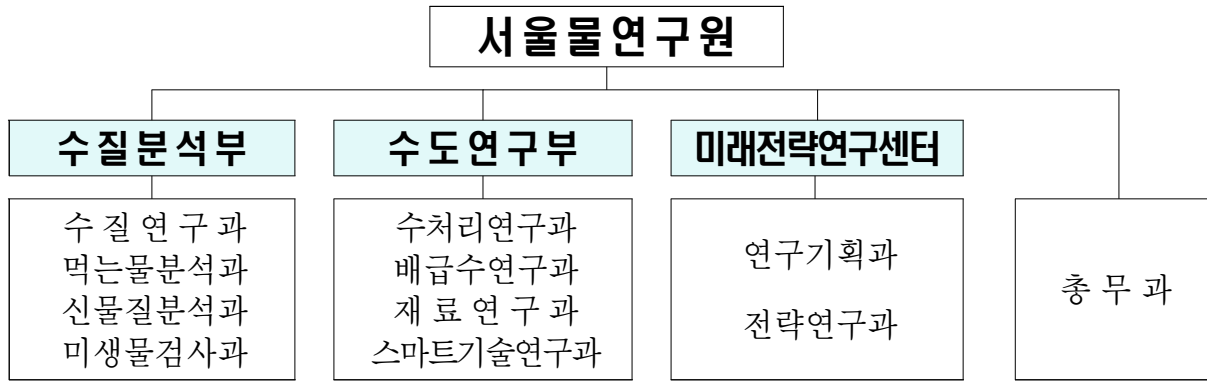 서울물연구원
수질분석부
수질연구과
먹는물분석과
신물질분석과
미생물검사과
수도연구부
수처리연구과
배급수연구과
재료연구과
스마트기술연구과
미래전략연구센터
연구기획과
전략연구과
총무과